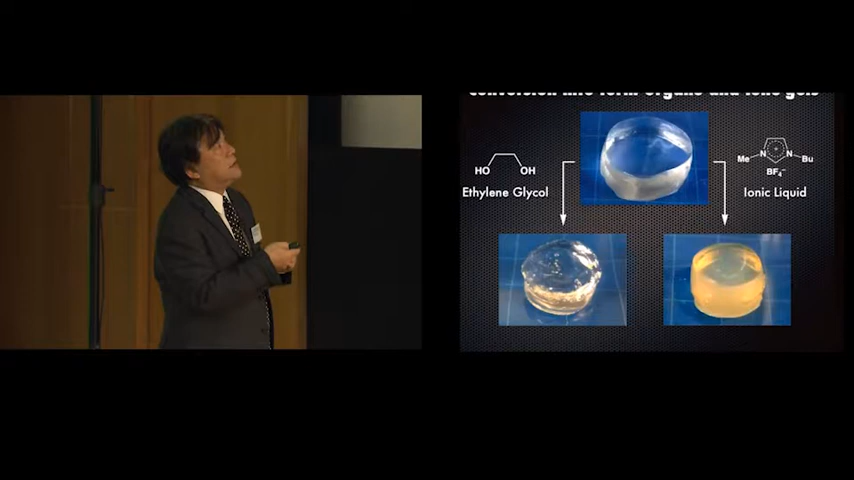 conversion into form organo and ionic gels
HO
OH
Ethylene Glycol
Me
N
+
N
Bu
BF₄⁻
Ionic Liquid